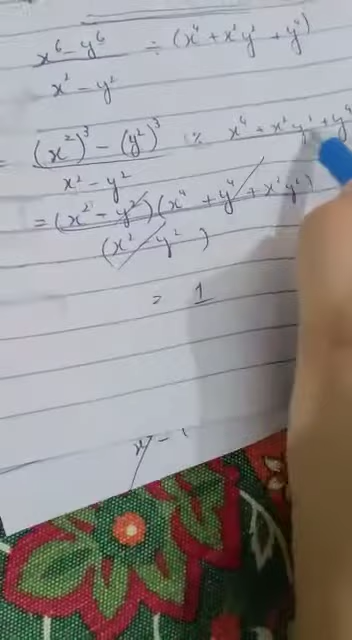 x⁶ - y⁶ ÷ (x⁴ + x²y² + y⁴)
x² - y²
= (x²)³ - (y²)³ ÷ x⁴ + x²y² + y⁴
x² - y²
= (x² - y²)(x⁴ + y⁴ + x²y²)
(x² - y²)
= 1